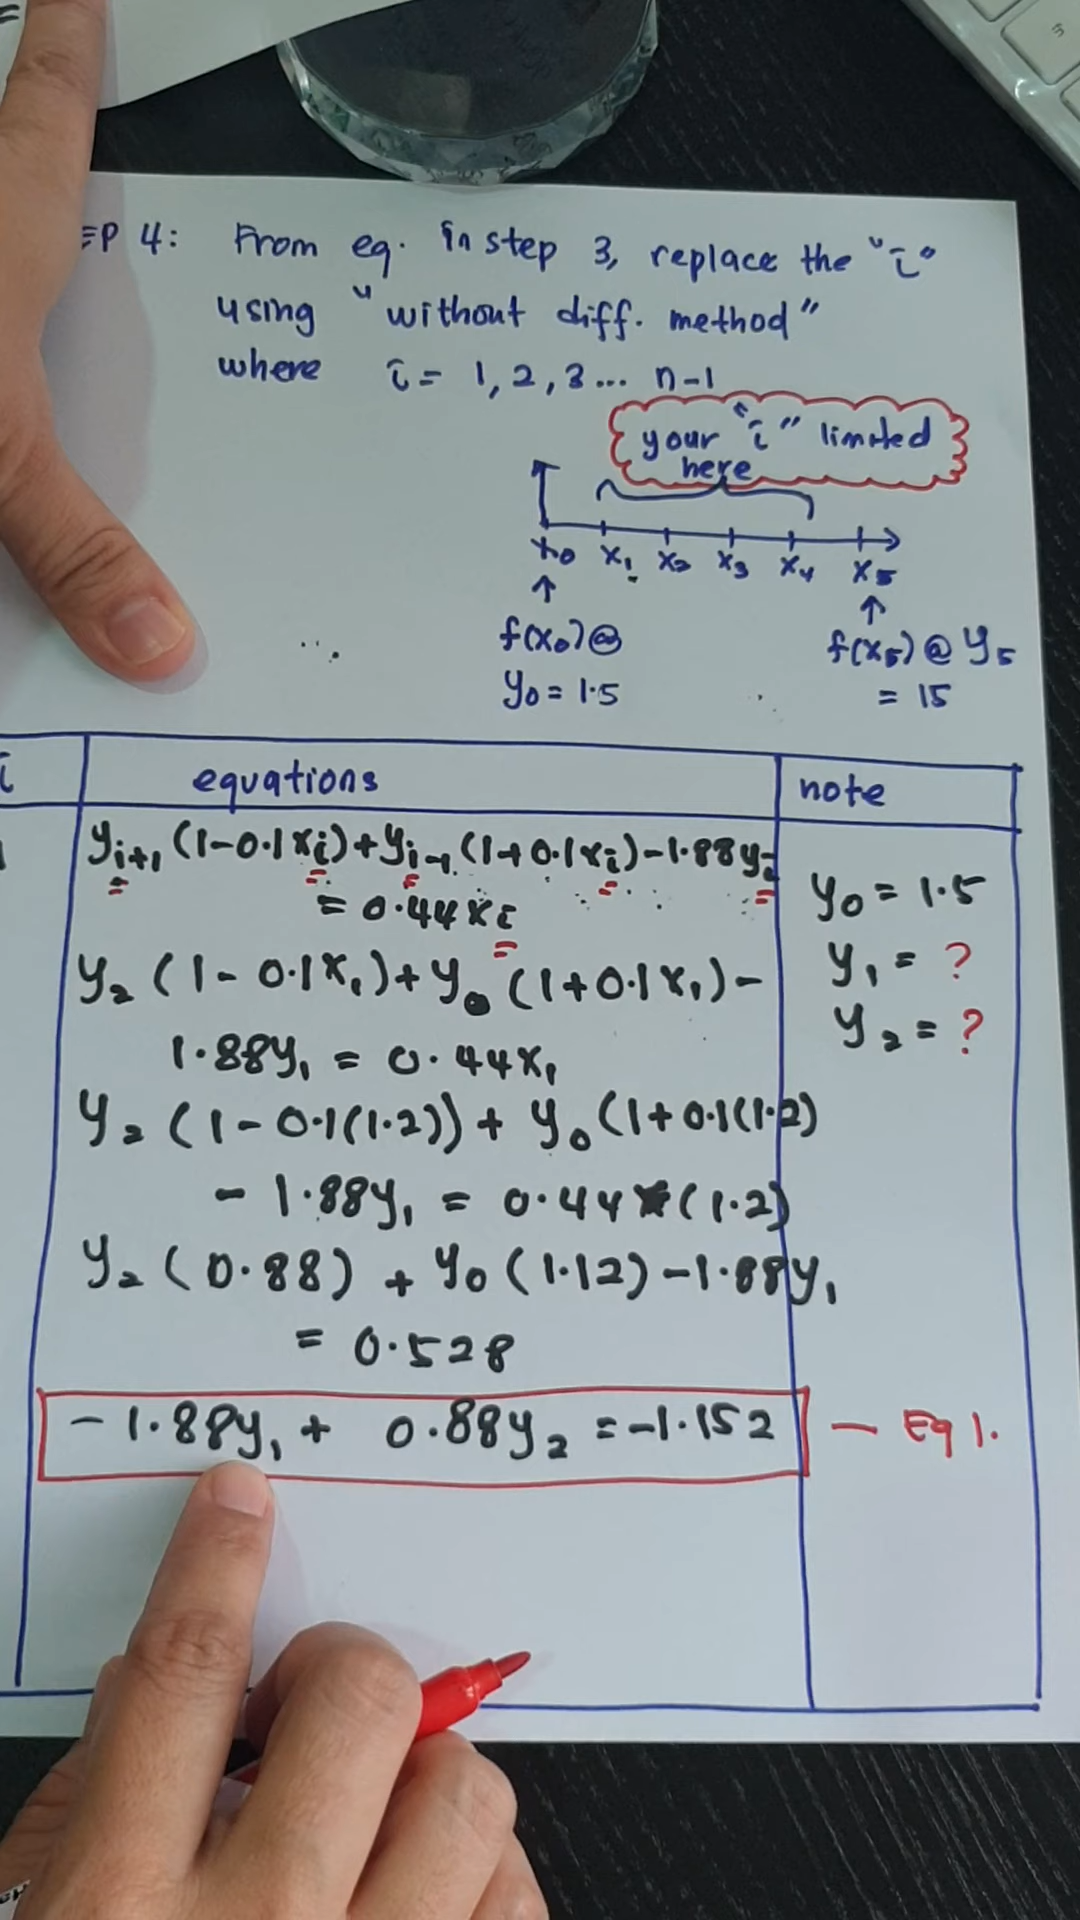 EP 4: From eq. in step 3, replace the "i"
using "without diff. method"
where i = 1, 2, 3... n-1
your "i" limited
here
x0 x1 x2 x3 x4 x5
f(x0) @
y0 = 1.5
f(x5) @ y5
= 15
i equations note
1 yi+1 (1-0.1xi) + yi-1 (1+0.1xi) - 1.88yi
= 0.44xi
y2 (1 - 0.1x1) + y0 (1+0.1x1) -
1.88y1 = 0.44x1
y2 (1-0.1(1.2)) + y0 (1+0.1(1.2)
- 1.88y1 = 0.44 (1.2)
y2 (0.88) + y0 (1.12) - 1.88y1
= 0.528
- 1.88y1 + 0.88y2 = -1.152 — Eq 1.
y0 = 1.5
y1 = ?
y2 = ?